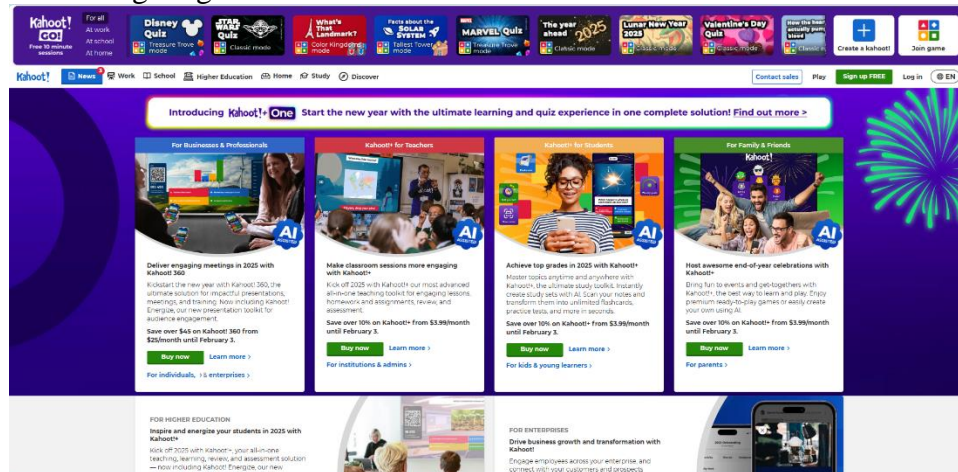 Kahoot!
GO!
Free 10 minute
sessions
For all
At work
At school
At home
Disney
Quiz
Treasure Trove
mode
STAR
WARS
Quiz
Classic mode
What's
That
Landmark?
Color Kingdoms
mode
Facts about the
SOLAR
SYSTEM
Tallest Tower
mode
MARVEL Quiz
Treasure Trove
mode
The year
ahead 2025
Classic
mode
Lunar New Year
2025
Classic mode
Valentine's Day
Quiz
Classic mode
How the heart
actually pumps
blood
Classic
Create a kahoot!
Join game
Kahoot!
News
Work
School
Higher Education
Home
Study
Discover
Contact sales
Play
Sign up FREE
Log in
EN
Introducing Kahoot!+ One Start the new year with the ultimate learning and quiz experience in one complete solution! Find out more >
For Businesses & Professionals
AI
ASSISTED
Deliver engaging meetings in 2025 with
Kahoot! 360
Kickstart the new year with Kahoot! 360, the
ultimate solution for impactful presentations,
meetings, and training. Now including Kahoot!
Energize, our new presentation toolkit for
audience engagement.
Save over $45 on Kahoot! 360 from
$25/month until February 3.
Buy now
Learn more >
For individuals, & enterprises >
Kahoot!+ for Teachers
AI
ASSISTED
Make classroom sessions more engaging
with Kahoot!+
Kick off 2025 with Kahoot!+ our most advanced
all-in-one teaching toolkit for engaging lessons,
homework and assignments, review, and
assessment.
Save over 10% on Kahoot!+ from $3.99/month
until February 3.
Buy now
Learn more >
For institutions & admins >
Kahoot!+ for Students
AI
ASSISTED
Achieve top grades in 2025 with Kahoot!+
Master topics anytime and anywhere with
Kahoot!+, the ultimate study toolkit. Instantly
create study sets with AI. Scan your notes and
transform them into unlimited flashcards,
practice tests, and more in seconds.
Save over 10% on Kahoot!+ from $3.99/month
until February 3.
Buy now
Learn more >
For kids & young learners >
For Family & Friends
Kahoot!
AI
ASSISTED
Host awesome end-of-year celebrations with
Kahoot!+
Bring fun to events and get-togethers with
Kahoot!+, the best way to learn and play. Enjoy
premium ready-to-play games or easily create
your own using AI.
Save over 10% on Kahoot!+ from $3.99/month
until February 3.
Buy now
Learn more >
For parents >
FOR HIGHER EDUCATION
Inspire and energize your students in 2025 with
Kahoot!+
Kick off 2025 with Kahoot!+, your all-in-one
teaching, learning, review, and assessment solution
— now including Kahoot! Energize, our new
FOR ENTERPRISES
Drive business growth and transformation with
Kahoot!
Engage employees across your enterprise, and
connect with your customers and prospects